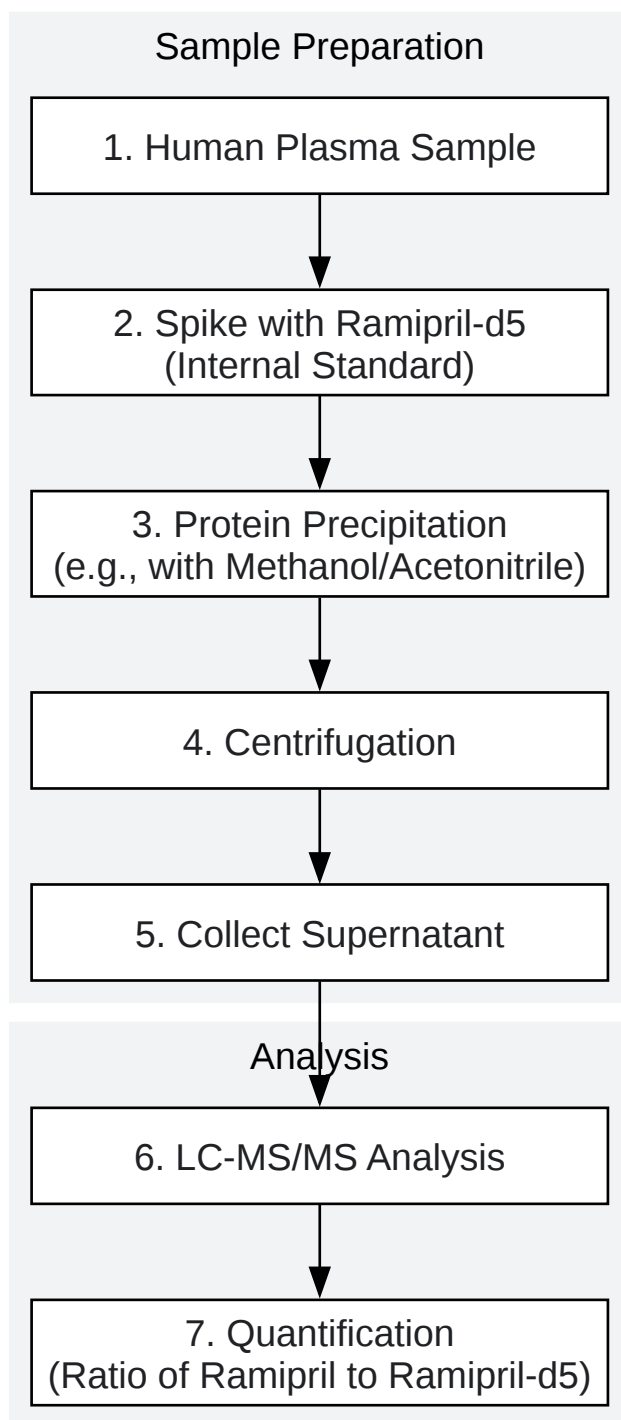 Sample Preparation
1. Human Plasma Sample
2. Spike with Ramipril-d5
(Internal Standard)
3. Protein Precipitation
(e.g., with Methanol/Acetonitrile)
4. Centrifugation
5. Collect Supernatant
Analysis
6. LC-MS/MS Analysis
7. Quantification
(Ratio of Ramipril to Ramipril-d5)